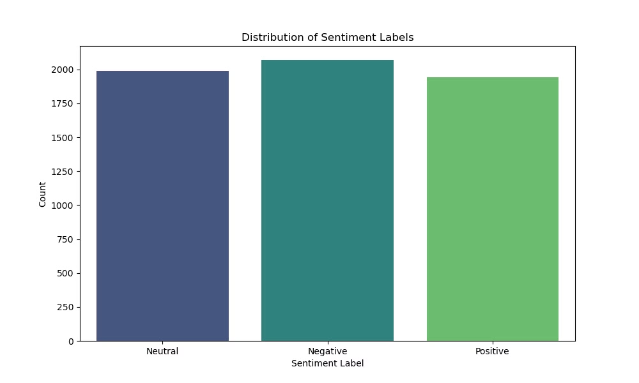 Distribution of Sentiment Labels
2000
1750
1500
1250
1000
750
500
250
0
Count
Neutral Negative Positive
Sentiment Label